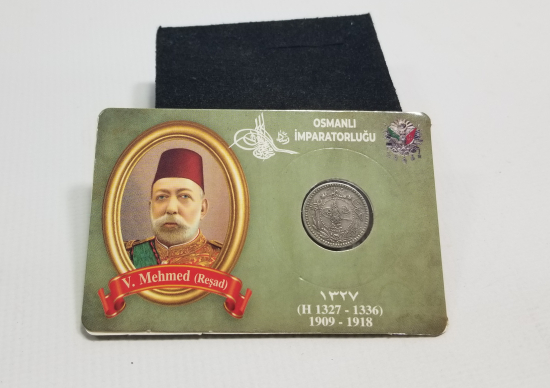 OSMANLI
İMPARATORLUĞU
V. Mehmed (Reşad)
١٣٢٧
(H 1327 - 1336)
1909 - 1918